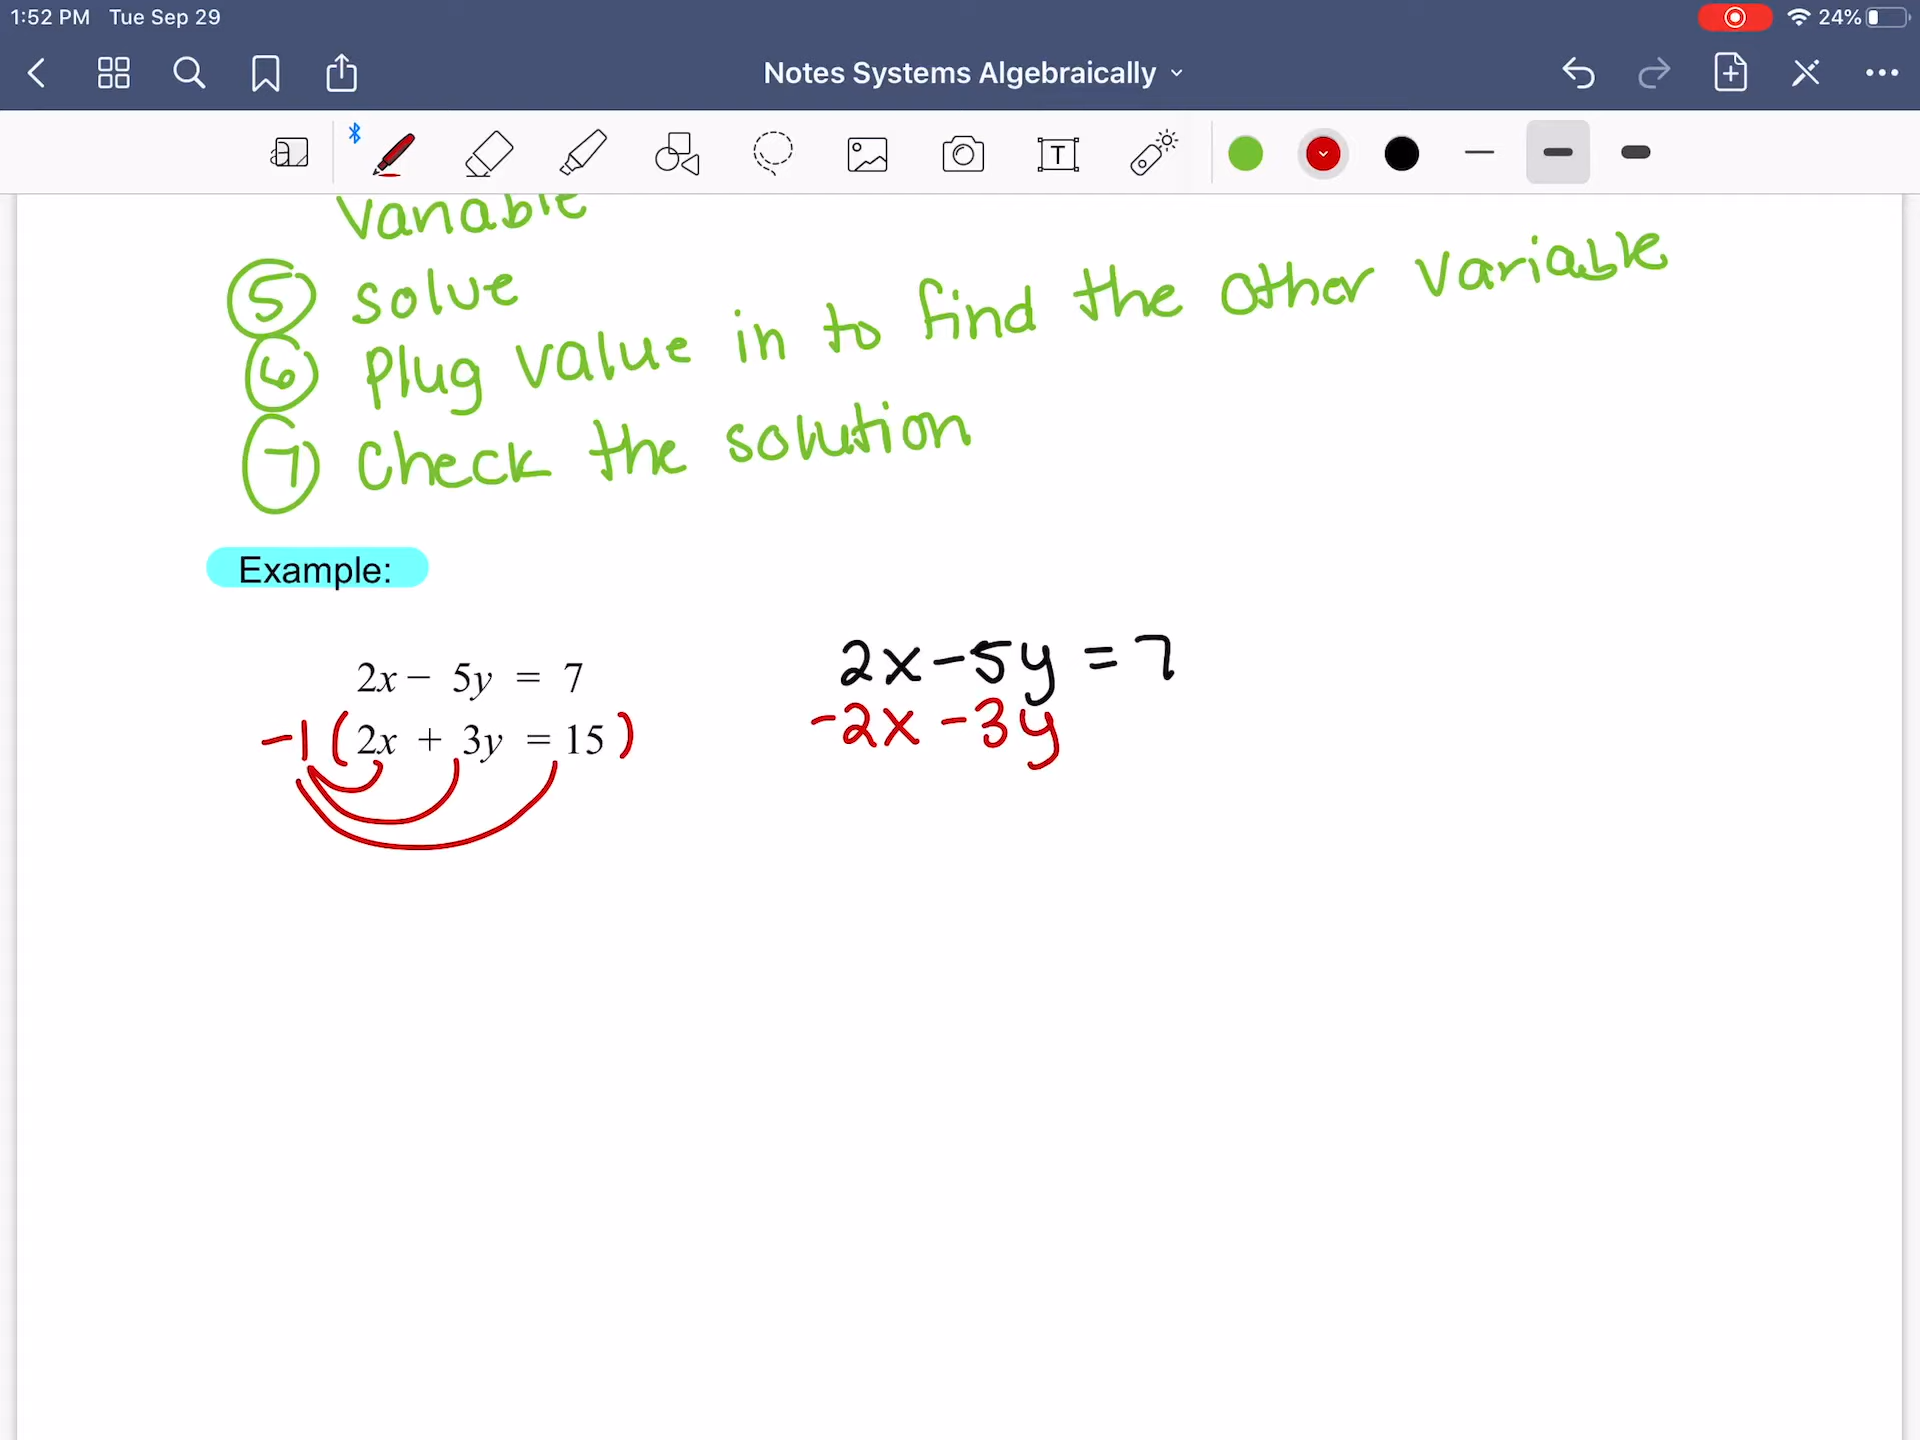 1:52 PM Tue Sep 29 24%
Notes Systems Algebraically
variable
5 solve
6 Plug value in to find the other variable
7 Check the solution
Example:
2x − 5y = 7
-1 (2x + 3y = 15)
2x - 5y = 7
-2x - 3y